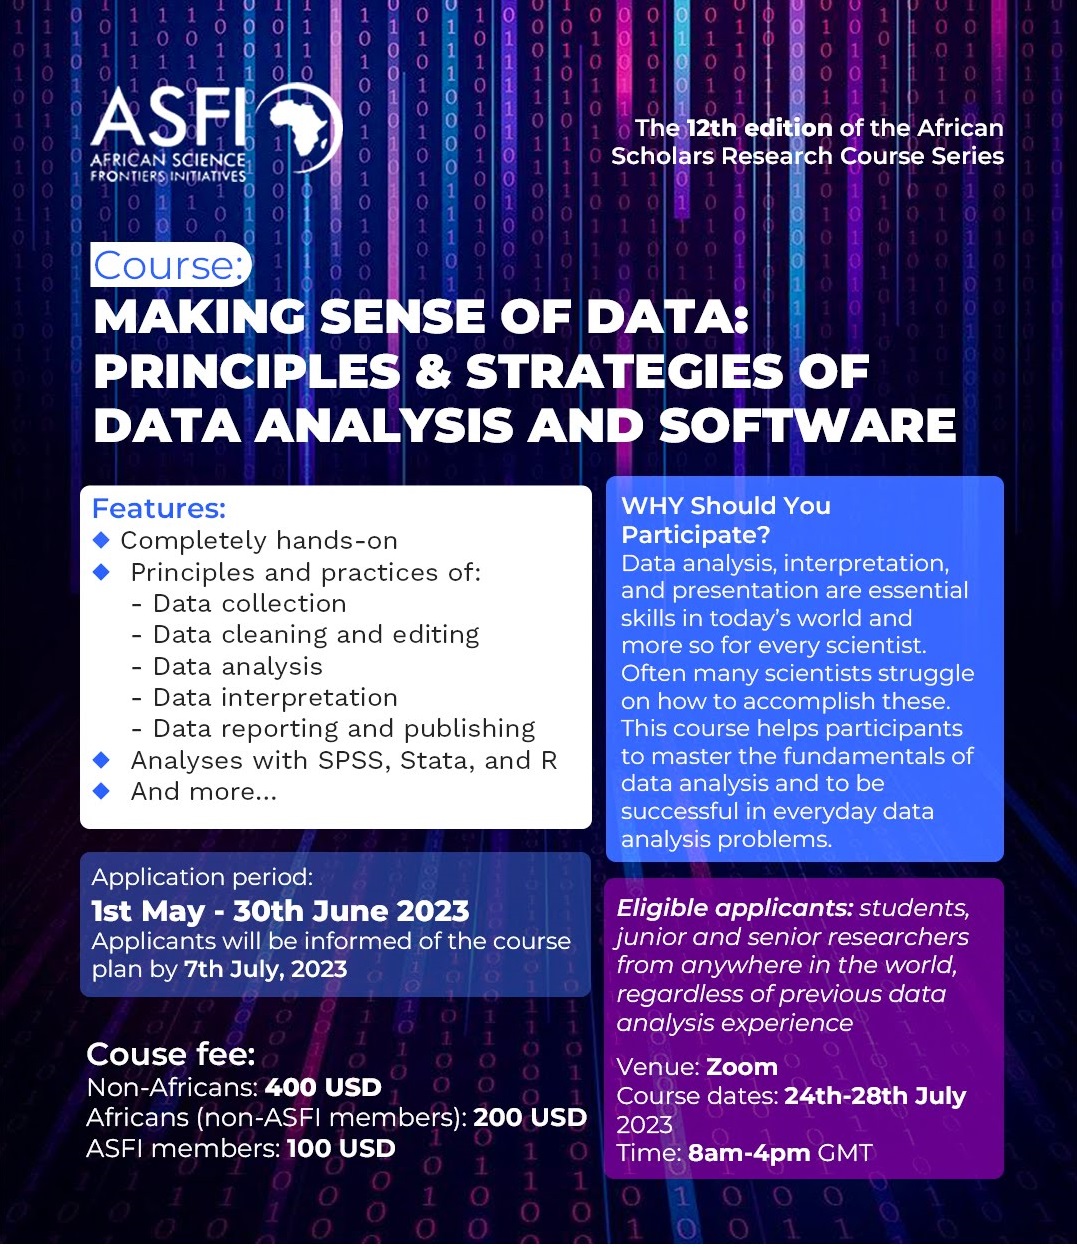 ASFI
AFRICAN SCIENCE
FRONTIERS INITIATIVES
The 12th edition of the African
Scholars Research Course Series
Course:
MAKING SENSE OF DATA:
PRINCIPLES & STRATEGIES OF
DATA ANALYSIS AND SOFTWARE
Features:
◆ Completely hands-on
◆ Principles and practices of:
- Data collection
- Data cleaning and editing
- Data analysis
- Data interpretation
- Data reporting and publishing
◆ Analyses with SPSS, Stata, and R
◆ And more...
WHY Should You
Participate?
Data analysis, interpretation,
and presentation are essential
skills in today's world and
more so for every scientist.
Often many scientists struggle
on how to accomplish these.
This course helps participants
to master the fundamentals of
data analysis and to be
successful in everyday data
analysis problems.
Application period:
1st May - 30th June 2023
Applicants will be informed of the course
plan by 7th July, 2023
Eligible applicants: students,
junior and senior researchers
from anywhere in the world,
regardless of previous data
analysis experience
Venue: Zoom
Course dates: 24th-28th July
2023
Time: 8am-4pm GMT
Couse fee:
Non-Africans: 400 USD
Africans (non-ASFI members): 200 USD
ASFI members: 100 USD